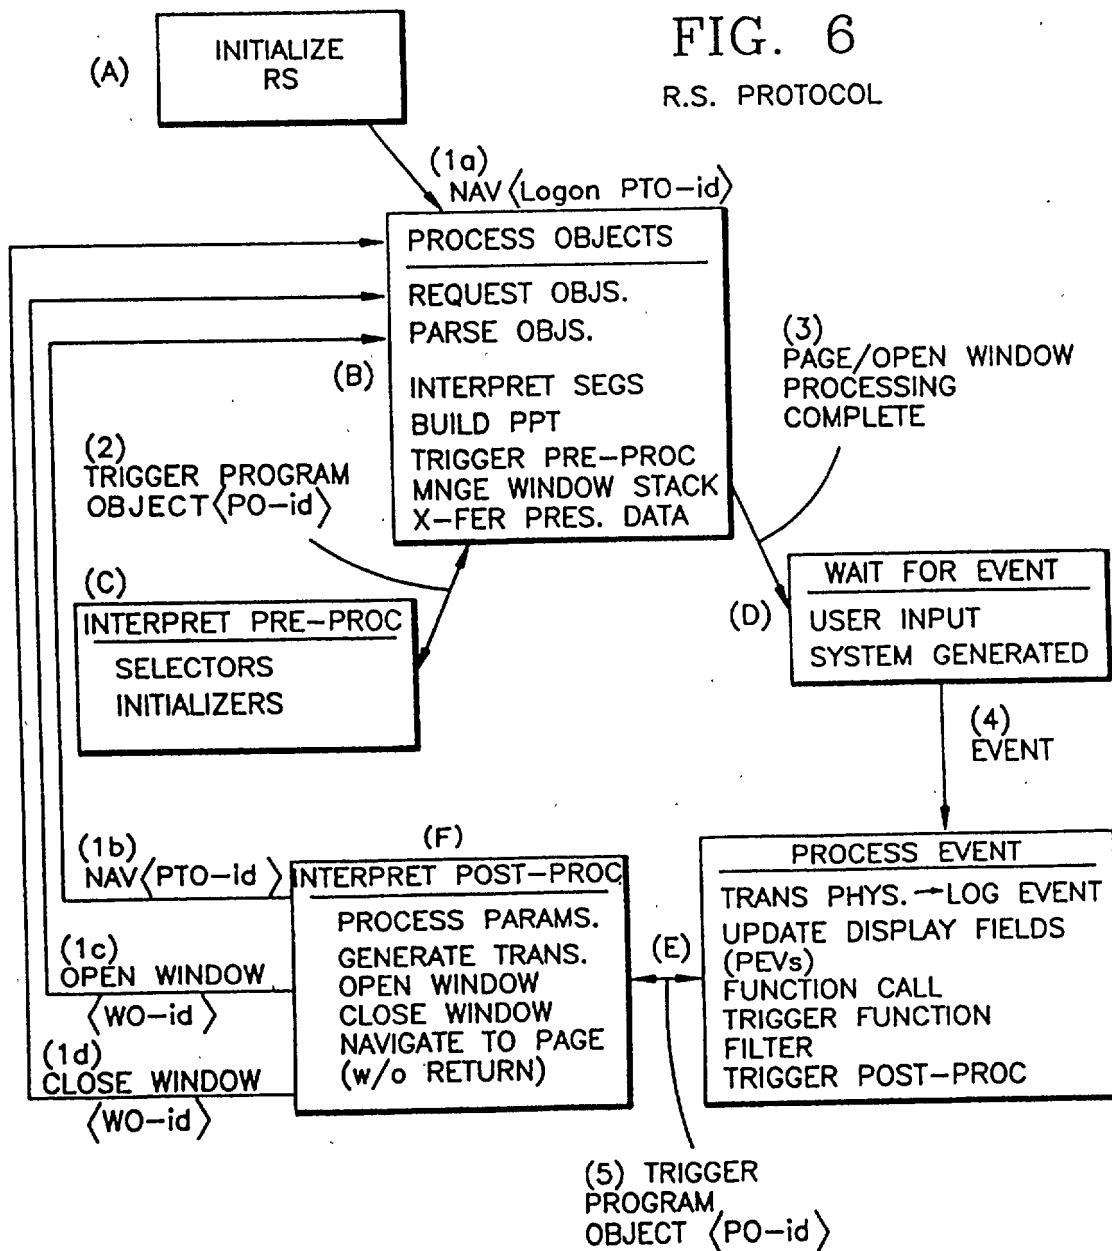 FIG. 6
R.S. PROTOCOL
(A)
INITIALIZE
RS
(1a)
NAV〈Logon PTO-id〉
PROCESS OBJECTS
REQUEST OBJS.
PARSE OBJS.
(B)
INTERPRET SEGS
BUILD PPT
TRIGGER PRE-PROC
MNGE WINDOW STACK
X-FER PRES. DATA
(3)
PAGE/OPEN WINDOW
PROCESSING
COMPLETE
(2)
TRIGGER PROGRAM
OBJECT〈PO-id〉
(C)
INTERPRET PRE-PROC
SELECTORS
INITIALIZERS
(D)
WAIT FOR EVENT
USER INPUT
SYSTEM GENERATED
(4)
EVENT
(1b)
NAV〈PTO-id〉
(1c)
OPEN WINDOW
〈WO-id〉
(1d)
CLOSE WINDOW
〈WO-id〉
(F)
INTERPRET POST-PROC
PROCESS PARAMS.
GENERATE TRANS.
OPEN WINDOW
CLOSE WINDOW
NAVIGATE TO PAGE
(w/o RETURN)
(E)
PROCESS EVENT
TRANS PHYS.→LOG EVENT
UPDATE DISPLAY FIELDS
(PEVs)
FUNCTION CALL
TRIGGER FUNCTION
FILTER
TRIGGER POST-PROC
(5) TRIGGER
PROGRAM
OBJECT 〈PO-id〉